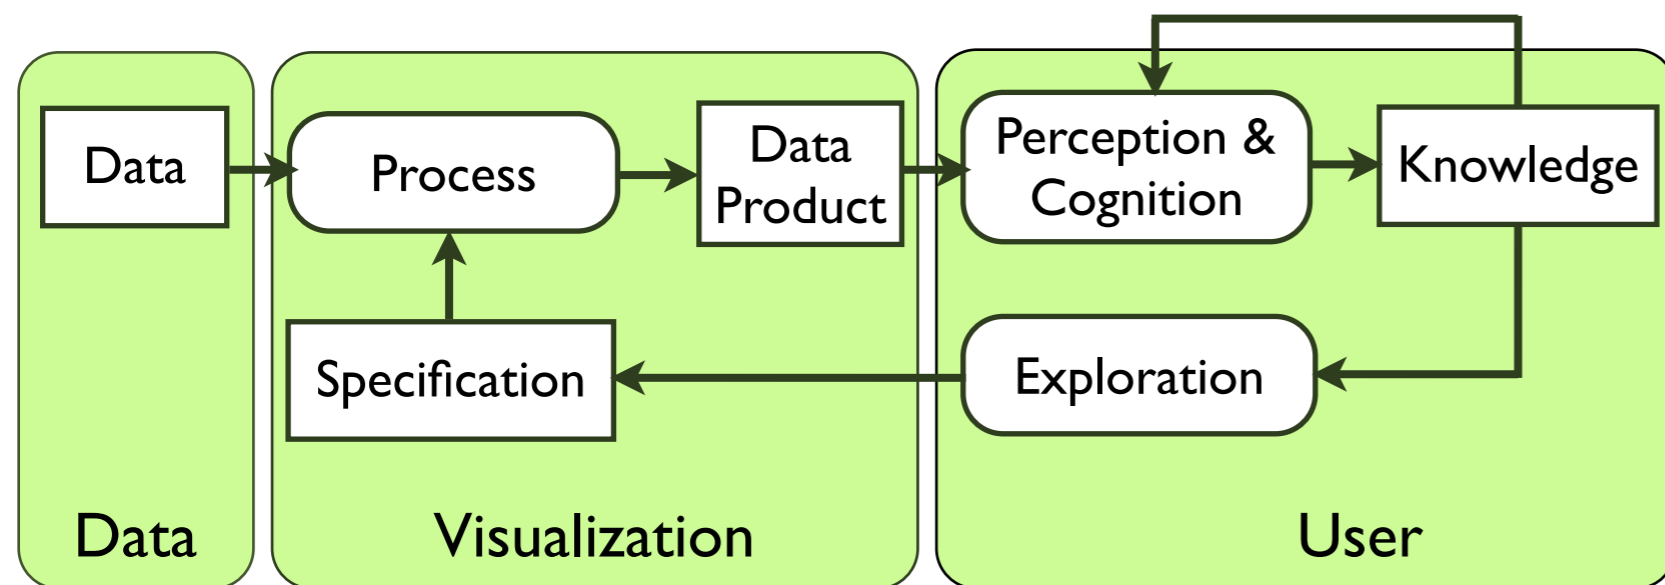 Data
Process
Data
Product
Perception &
Cognition
Knowledge
Specification
Exploration
Data
Visualization
User